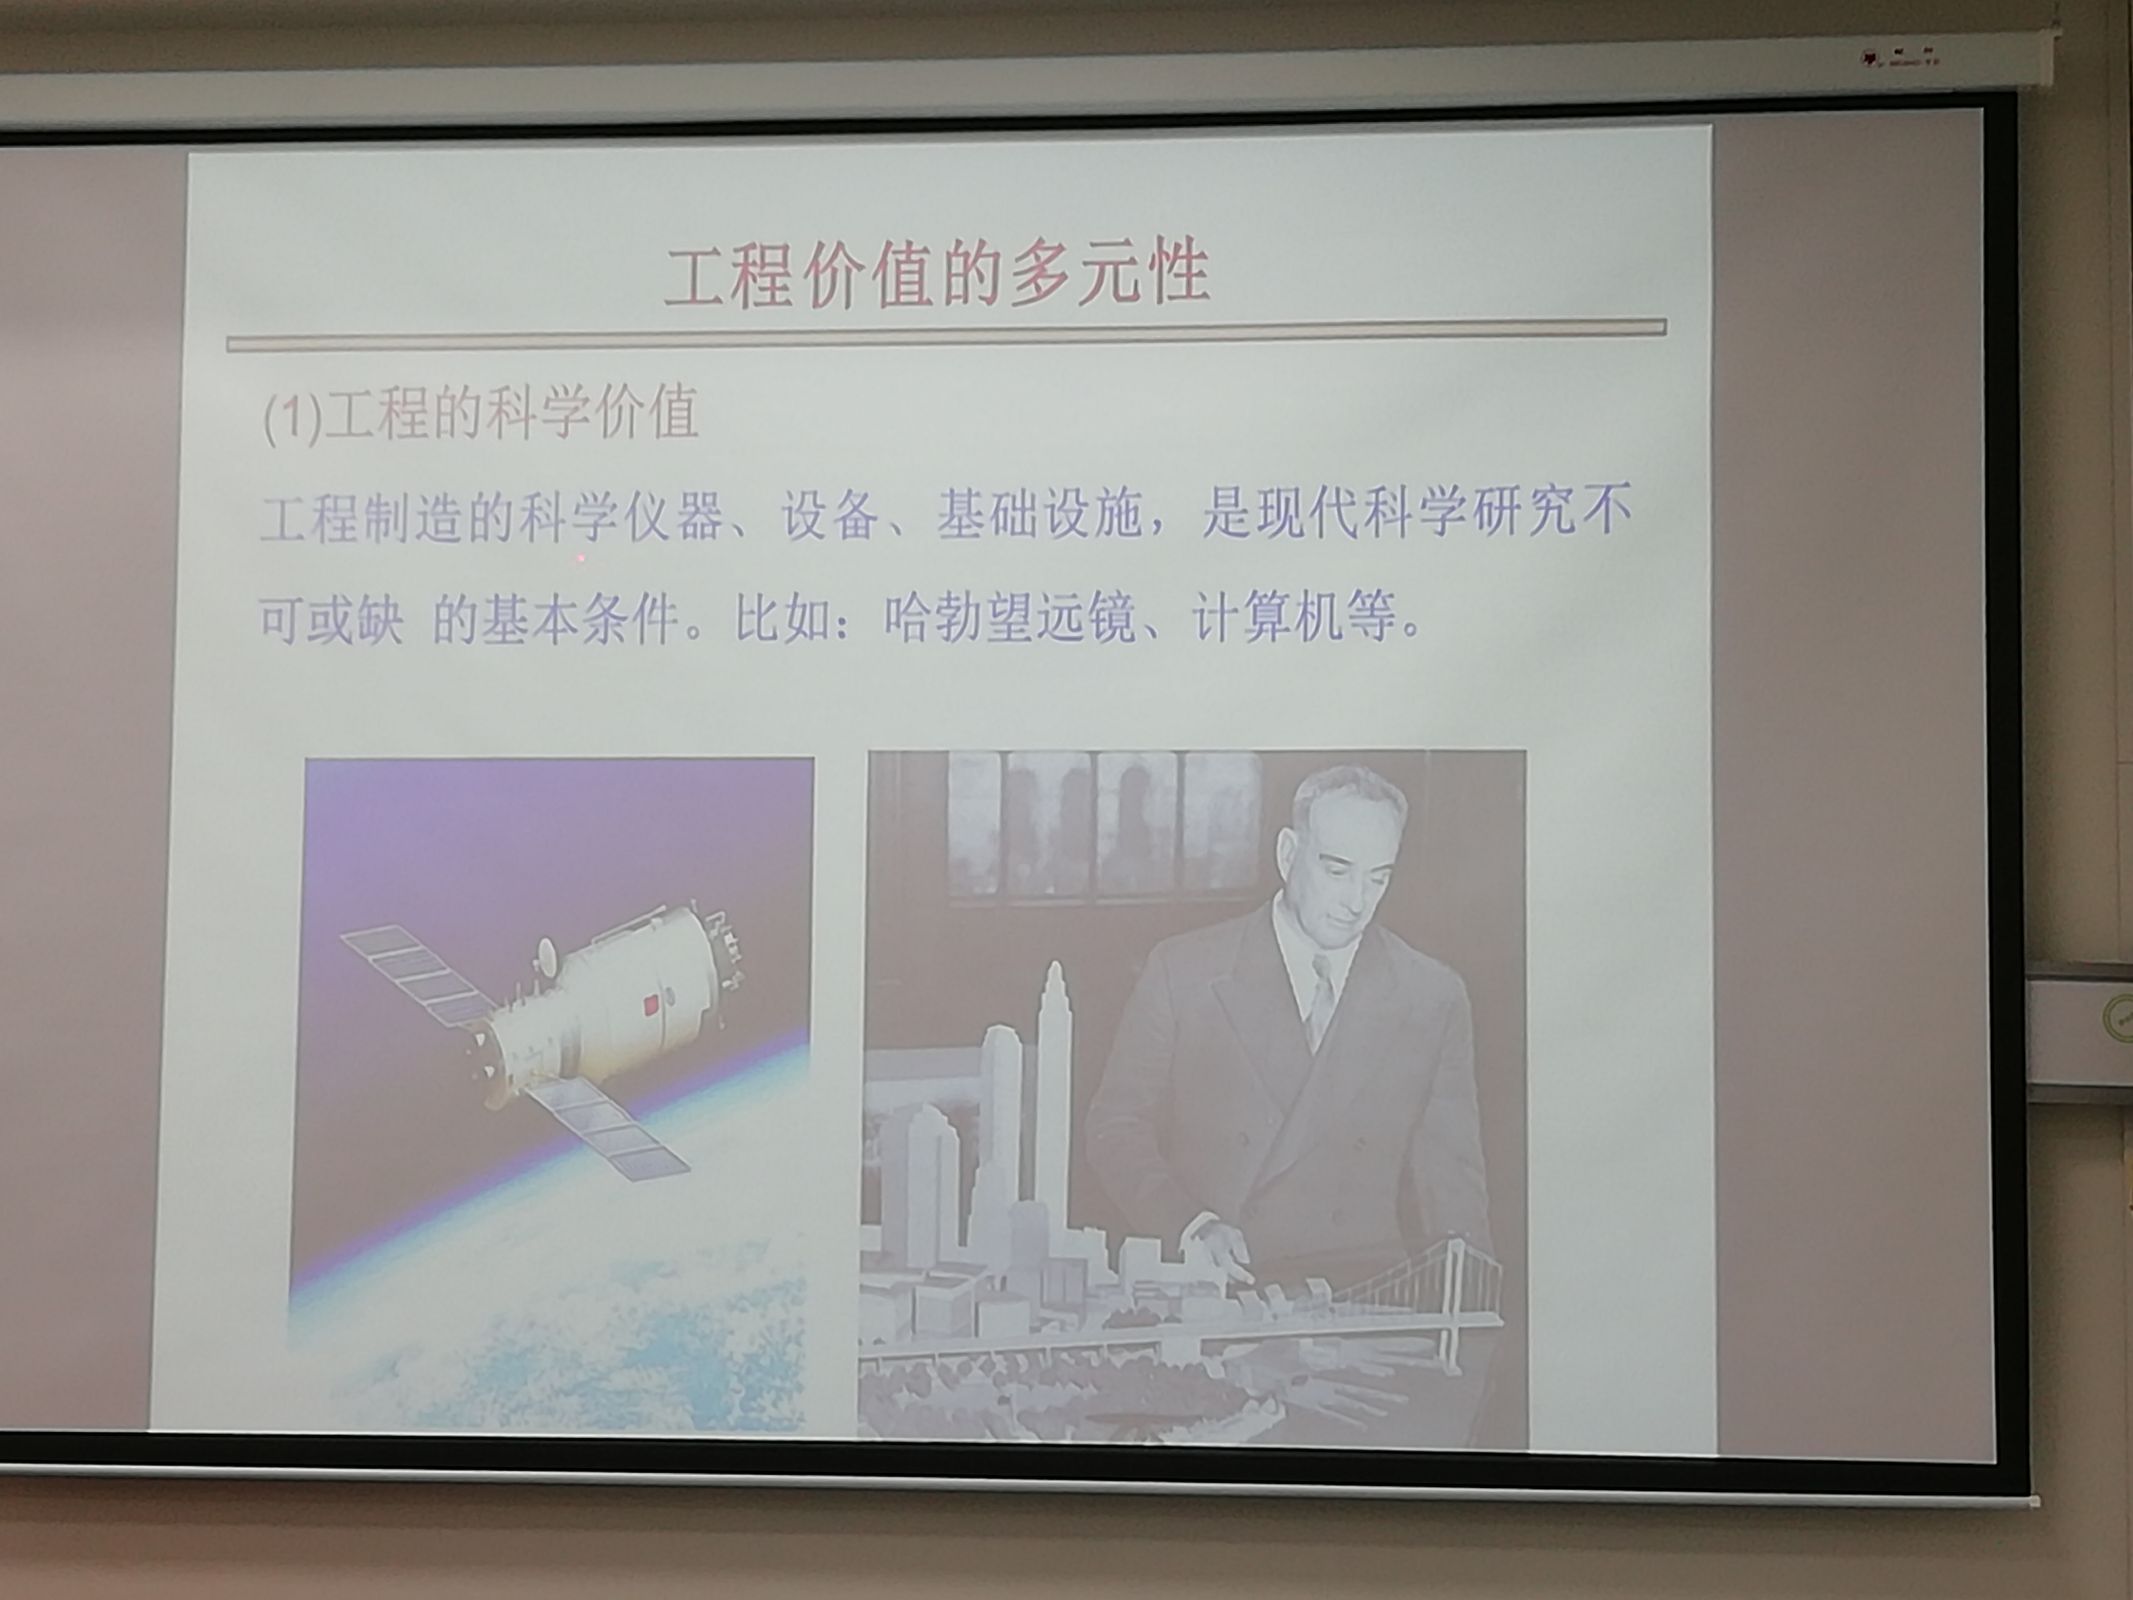 工程价值的多元性
(1)工程的科学价值
工程制造的科学仪器、设备、基础设施，是现代科学研究不
可或缺 的基本条件。比如：哈勃望远镜、计算机等。